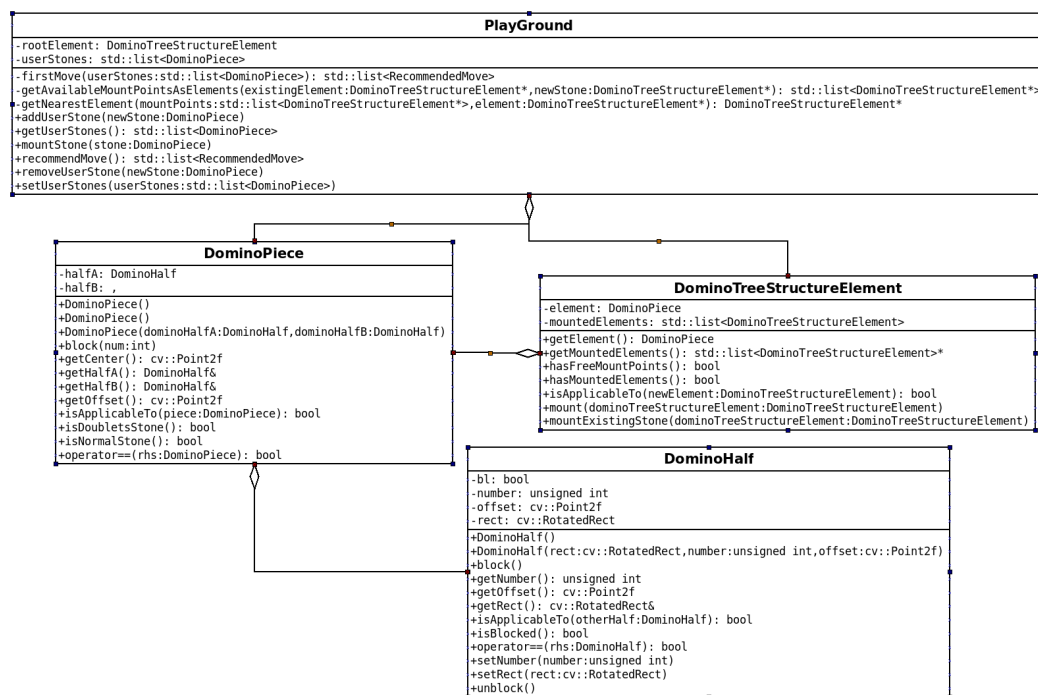 PlayGround
-rootElement: DominoTreeStructureElement
-userStones: std::list<DominoPiece>
-firstMove(userStones:std::list<DominoPiece>): std::list<RecommendedMove>
-getAvailableMountPointsAsElements(existingElement:DominoTreeStructureElement*,newStone:DominoTreeStructureElement*): std::list<DominoTreeStructureElement*>
-getNearestElement(mountPoints:std::list<DominoTreeStructureElement*>,element:DominoTreeStructureElement*): DominoTreeStructureElement*
+addUserStone(newStone:DominoPiece)
+getUserStones(): std::list<DominoPiece>
+mountStone(stone:DominoPiece)
+recommendMove(): std::list<RecommendedMove>
+removeUserStone(newStone:DominoPiece)
+setUserStones(userStones:std::list<DominoPiece>)
DominoPiece
-halfA: DominoHalf
-halfB: ,
+DominoPiece()
+DominoPiece()
+DominoPiece(dominoHalfA:DominoHalf,dominoHalfB:DominoHalf)
+block(num:int)
+getCenter(): cv::Point2f
+getHalfA(): DominoHalf&
+getHalfB(): DominoHalf&
+getOffset(): cv::Point2f
+isApplicableTo(piece:DominoPiece): bool
+isDoubletsStone(): bool
+isNormalStone(): bool
+operator==(rhs:DominoPiece): bool
DominoTreeStructureElement
-element: DominoPiece
-mountedElements: std::list<DominoTreeStructureElement>
+getElement(): DominoPiece
+getMountedElements(): std::list<DominoTreeStructureElement>*
+hasFreeMountPoints(): bool
+hasMountedElements(): bool
+isApplicableTo(newElement:DominoTreeStructureElement): bool
+mount(dominoTreeStructureElement:DominoTreeStructureElement)
+mountExistingStone(dominoTreeStructureElement:DominoTreeStructureElement)
DominoHalf
-bl: bool
-number: unsigned int
-offset: cv::Point2f
-rect: cv::RotatedRect
+DominoHalf()
+DominoHalf(rect:cv::RotatedRect,number:unsigned int,offset:cv::Point2f)
+block()
+getNumber(): unsigned int
+getOffset(): cv::Point2f
+getRect(): cv::RotatedRect&
+isApplicableTo(otherHalf:DominoHalf): bool
+isBlocked(): bool
+operator==(rhs:DominoHalf): bool
+setNumber(number:unsigned int)
+setRect(rect:cv::RotatedRect)
+unblock()